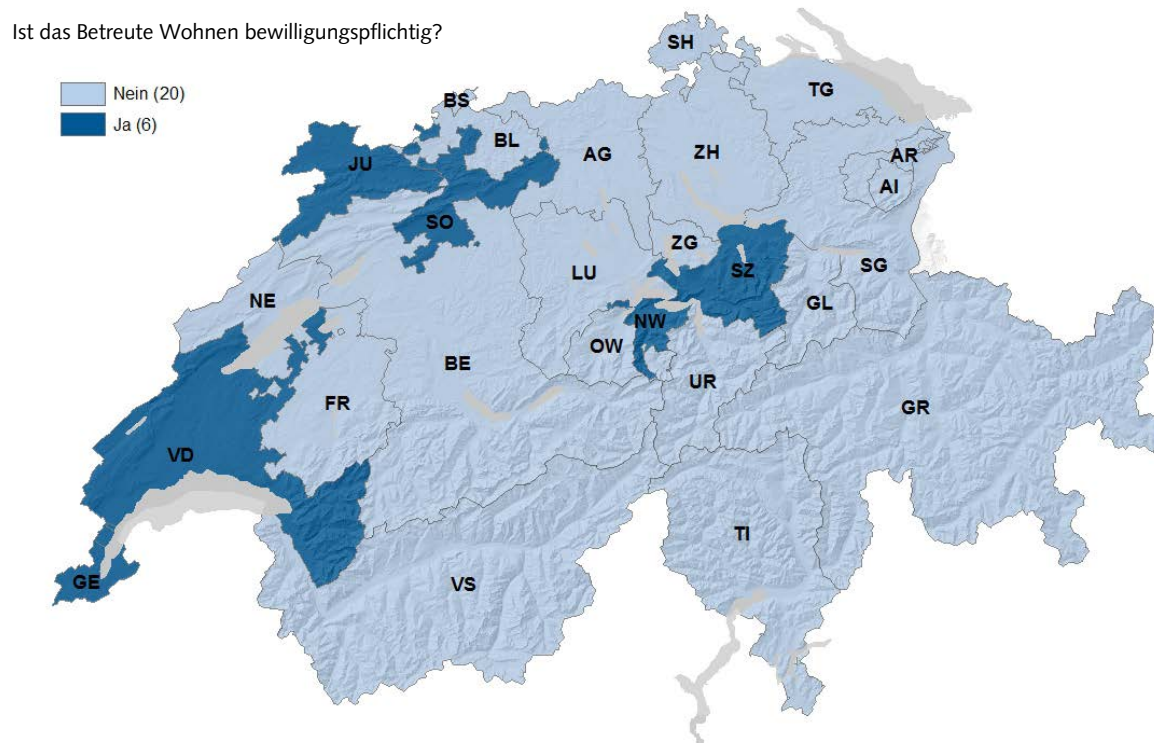 Ist das Betreute Wohnen bewilligungspflichtig?
Nein (20)
Ja (6)
SH
BS
TG
BL
JU
AG
ZH
AR
AI
SO
ZG
SZ
SG
LU
NE
GL
NW
OW
BE
UR
FR
GR
VD
TI
GE
VS